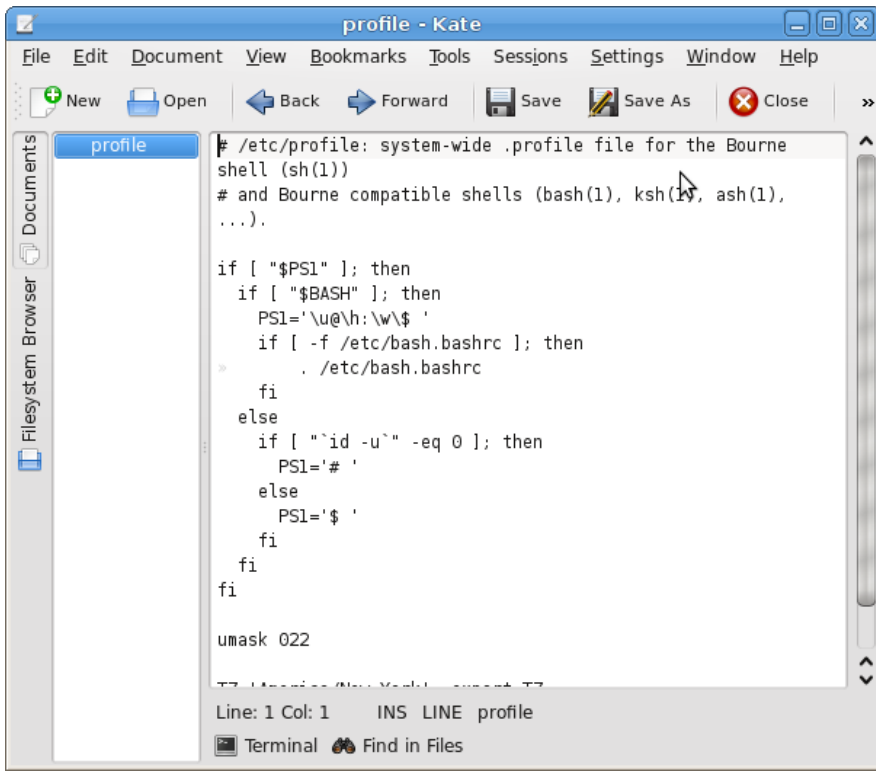 profile - Kate
File Edit Document View Bookmarks Tools Sessions Settings Window Help
New Open Back Forward Save Save As Close »
Documents
Filesystem Browser
profile
# /etc/profile: system-wide .profile file for the Bourne
shell (sh(1))
# and Bourne compatible shells (bash(1), ksh(1), ash(1),
...).
if [ "$PS1" ]; then
  if [ "$BASH" ]; then
    PS1='\u@\h:\w\$ '
    if [ -f /etc/bash.bashrc ]; then
»       . /etc/bash.bashrc
    fi
  else
    if [ "`id -u`" -eq 0 ]; then
      PS1='# '
    else
      PS1='$ '
    fi
  fi
fi
umask 022
Line: 1 Col: 1 INS LINE profile
Terminal Find in Files